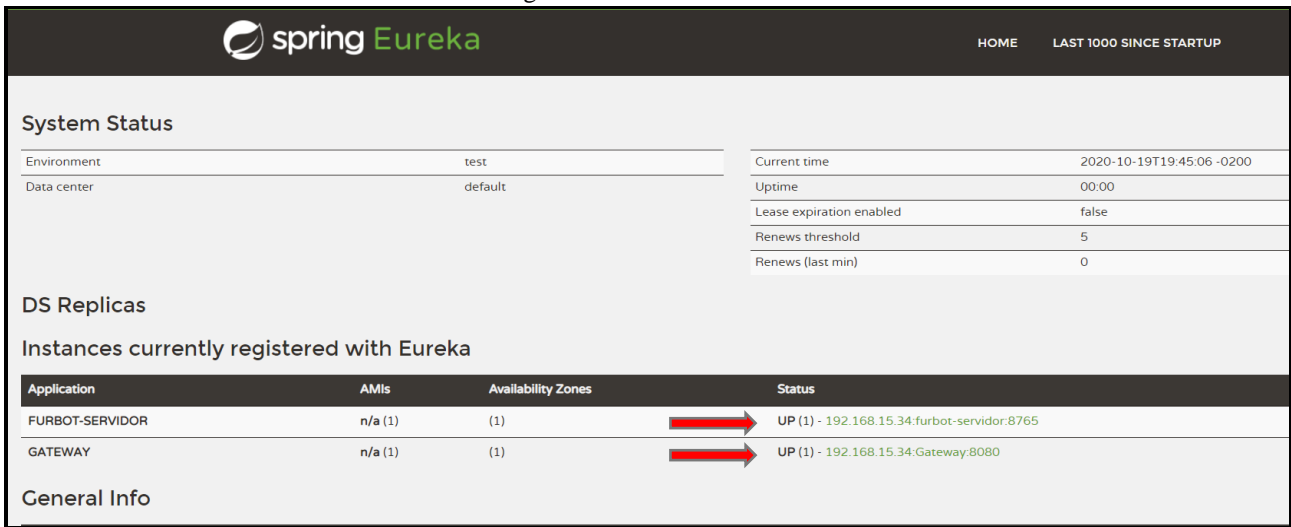 spring Eureka
HOME LAST 1000 SINCE STARTUP
System Status
Environment test
Data center default
Current time 2020-10-19T19:45:06 -0200
Uptime 00:00
Lease expiration enabled false
Renews threshold 5
Renews (last min) 0
DS Replicas
Instances currently registered with Eureka
Application AMIs Availability Zones Status
FURBOT-SERVIDOR n/a (1) (1) UP (1) - 192.168.15.34:furbot-servidor:8765
GATEWAY n/a (1) (1) UP (1) - 192.168.15.34:Gateway:8080
General Info